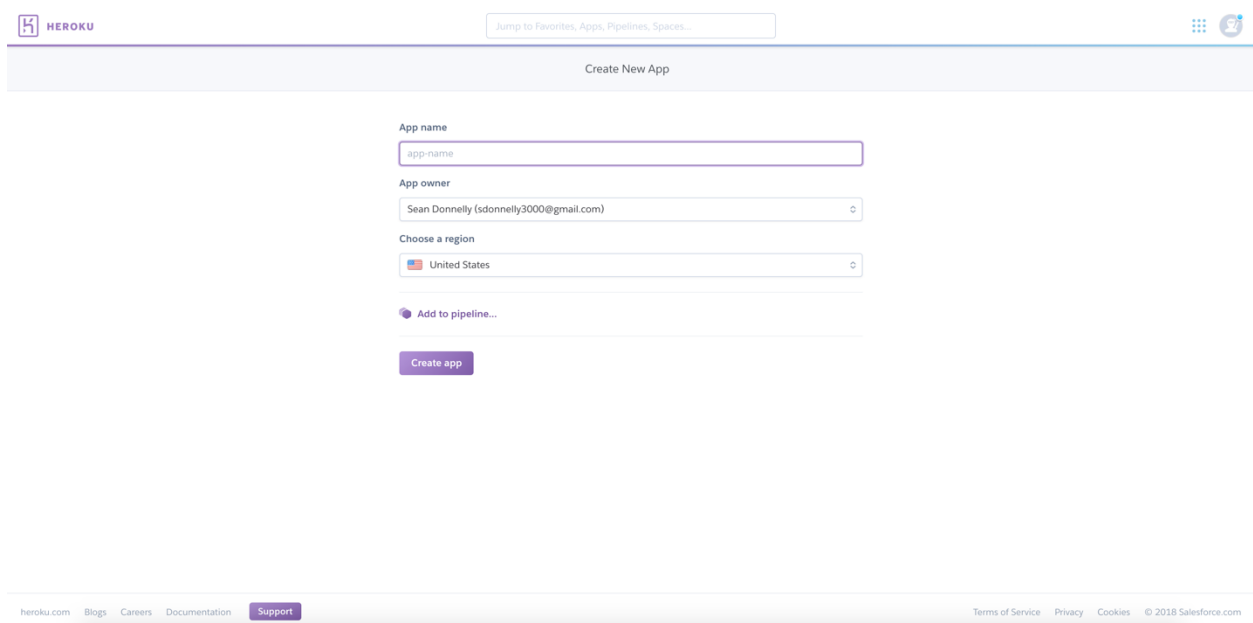 HEROKU
Jump to Favorites, Apps, Pipelines, Spaces...
Create New App
App name
app-name
App owner
Sean Donnelly (sdonnelly3000@gmail.com)
Choose a region
United States
Add to pipeline...
Create app
heroku.com Blogs Careers Documentation Support Terms of Service Privacy Cookies © 2018 Salesforce.com